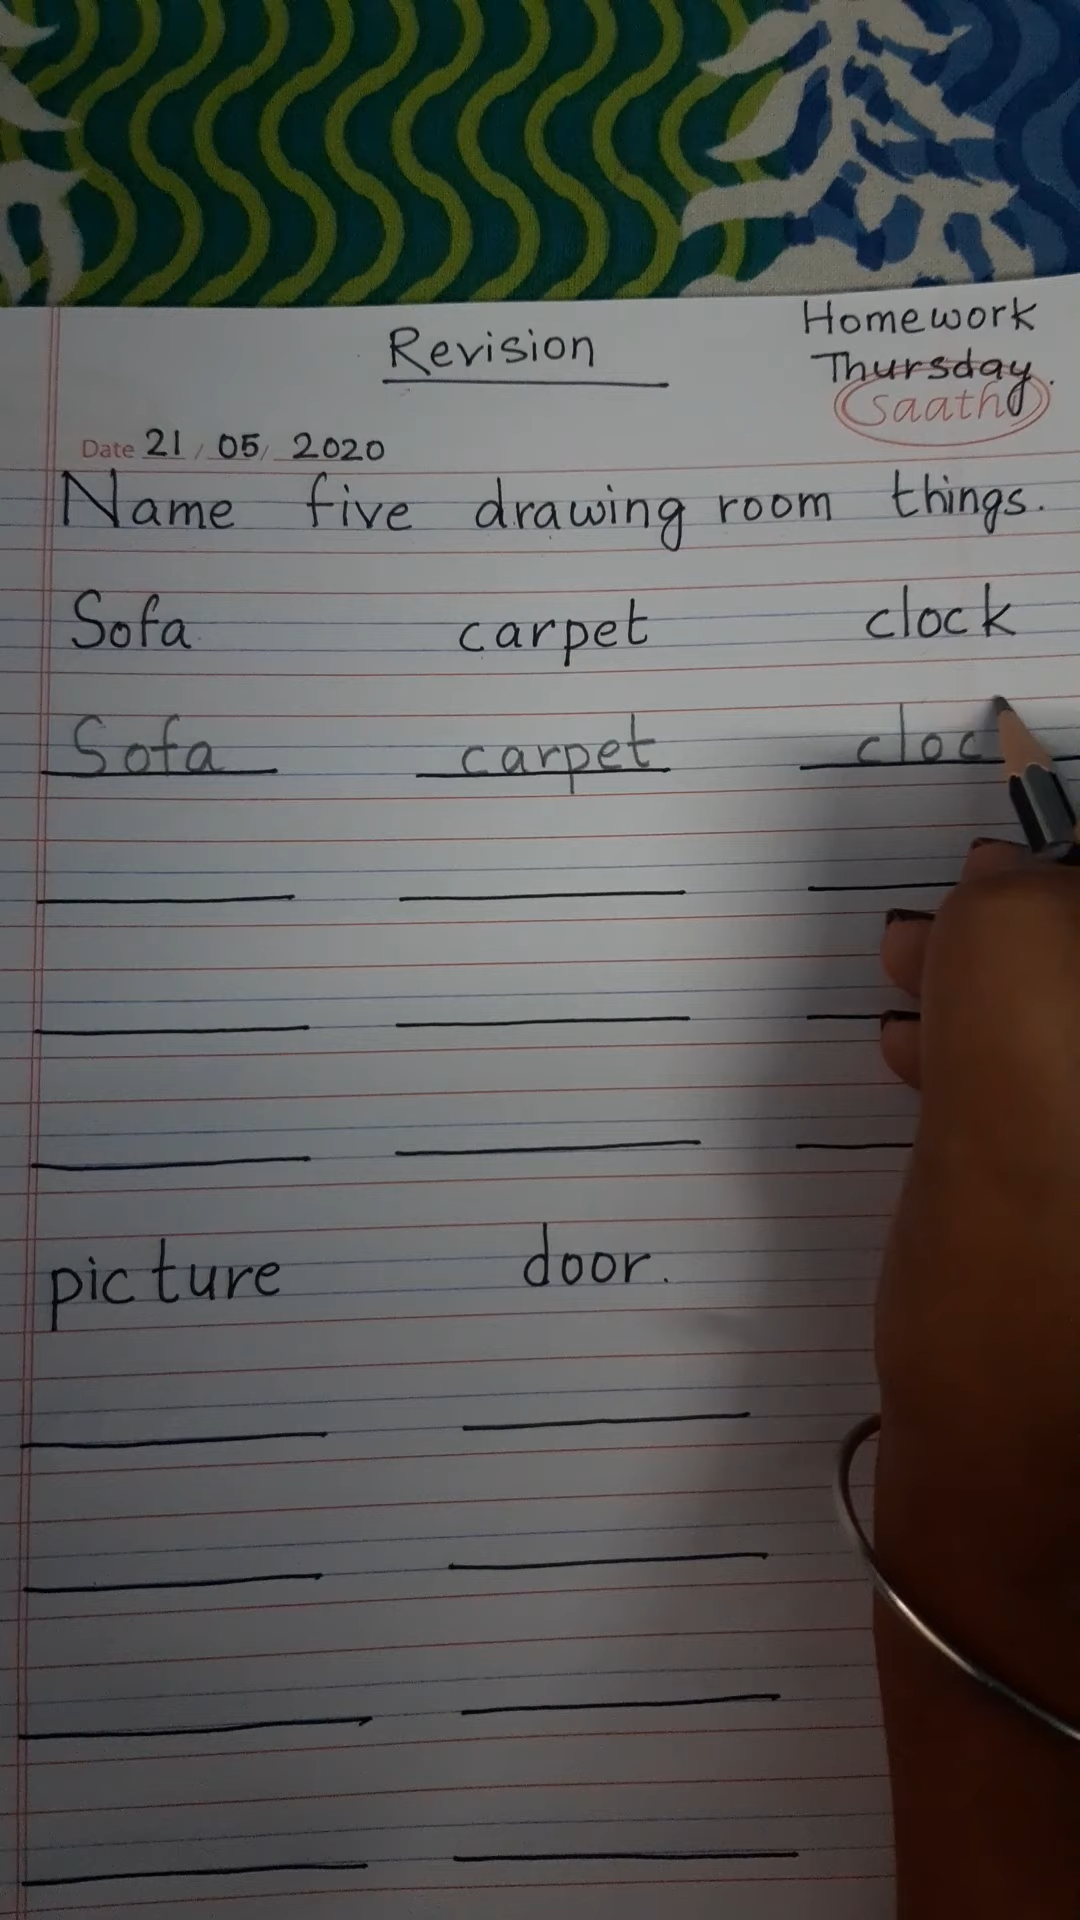 Revision
Homework
Thursday.
saathi
Date 21/05/2020
Name five drawing room things.
Sofa carpet clock
Sofa carpet cloc
picture door.